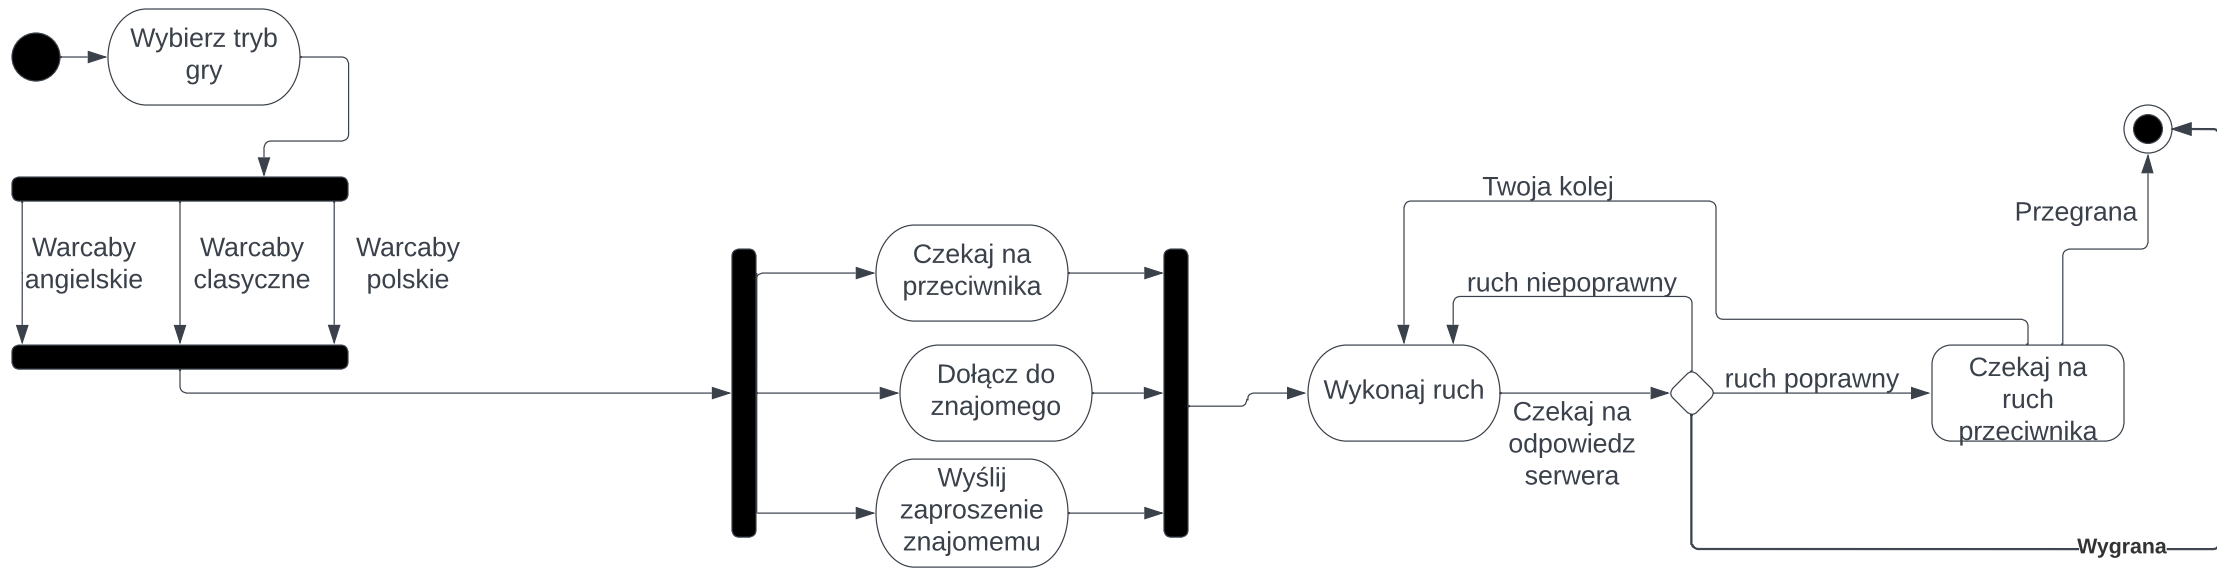 Wybierz tryb
gry
Warcaby
angielskie
Warcaby
clasyczne
Warcaby
polskie
Czekaj na
przeciwnika
Dołącz do
znajomego
Wyślij
zaproszenie
znajomemu
Twoja kolej
ruch niepoprawny
Wykonaj ruch
Czekaj na
odpowiedz
serwera
ruch poprawny
Czekaj na
ruch
przeciwnika
Przegrana
Wygrana